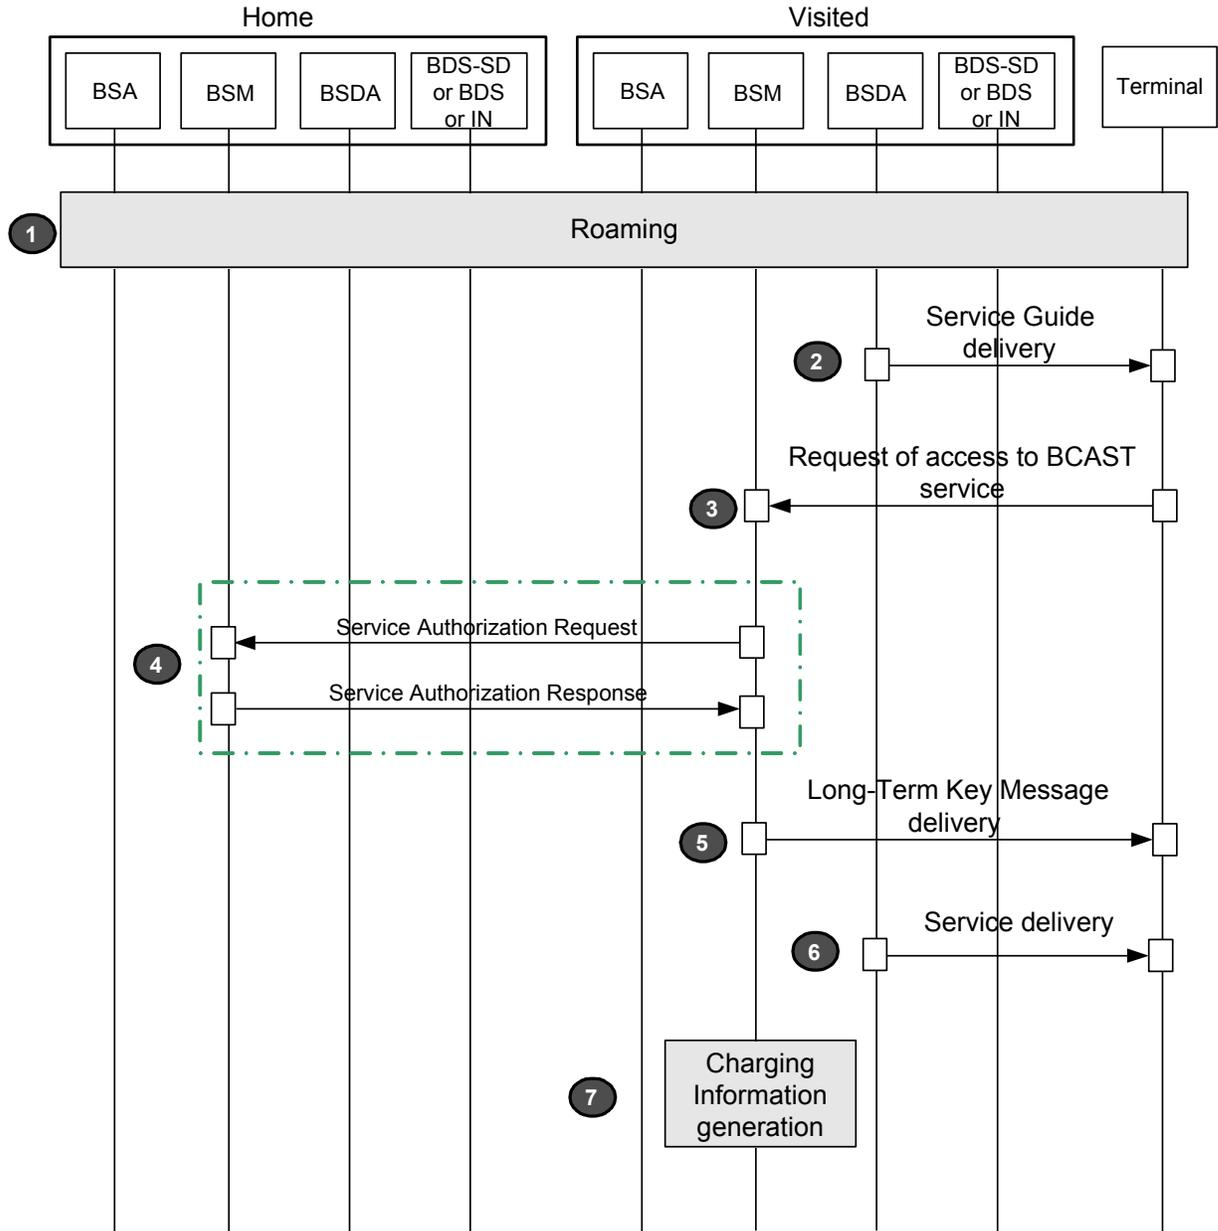 Home
Visited
BSA
BSM
BSDA
BDS-SD
or BDS
or IN
BSA
BSM
BSDA
BDS-SD
or BDS
or IN
Terminal
1
Roaming
Service Guide
delivery
2
Request of access to BCAST
service
3
Service Authorization Request
4
Service Authorization Response
Long-Term Key Message
delivery
5
Service delivery
6
Charging
Information
generation
7